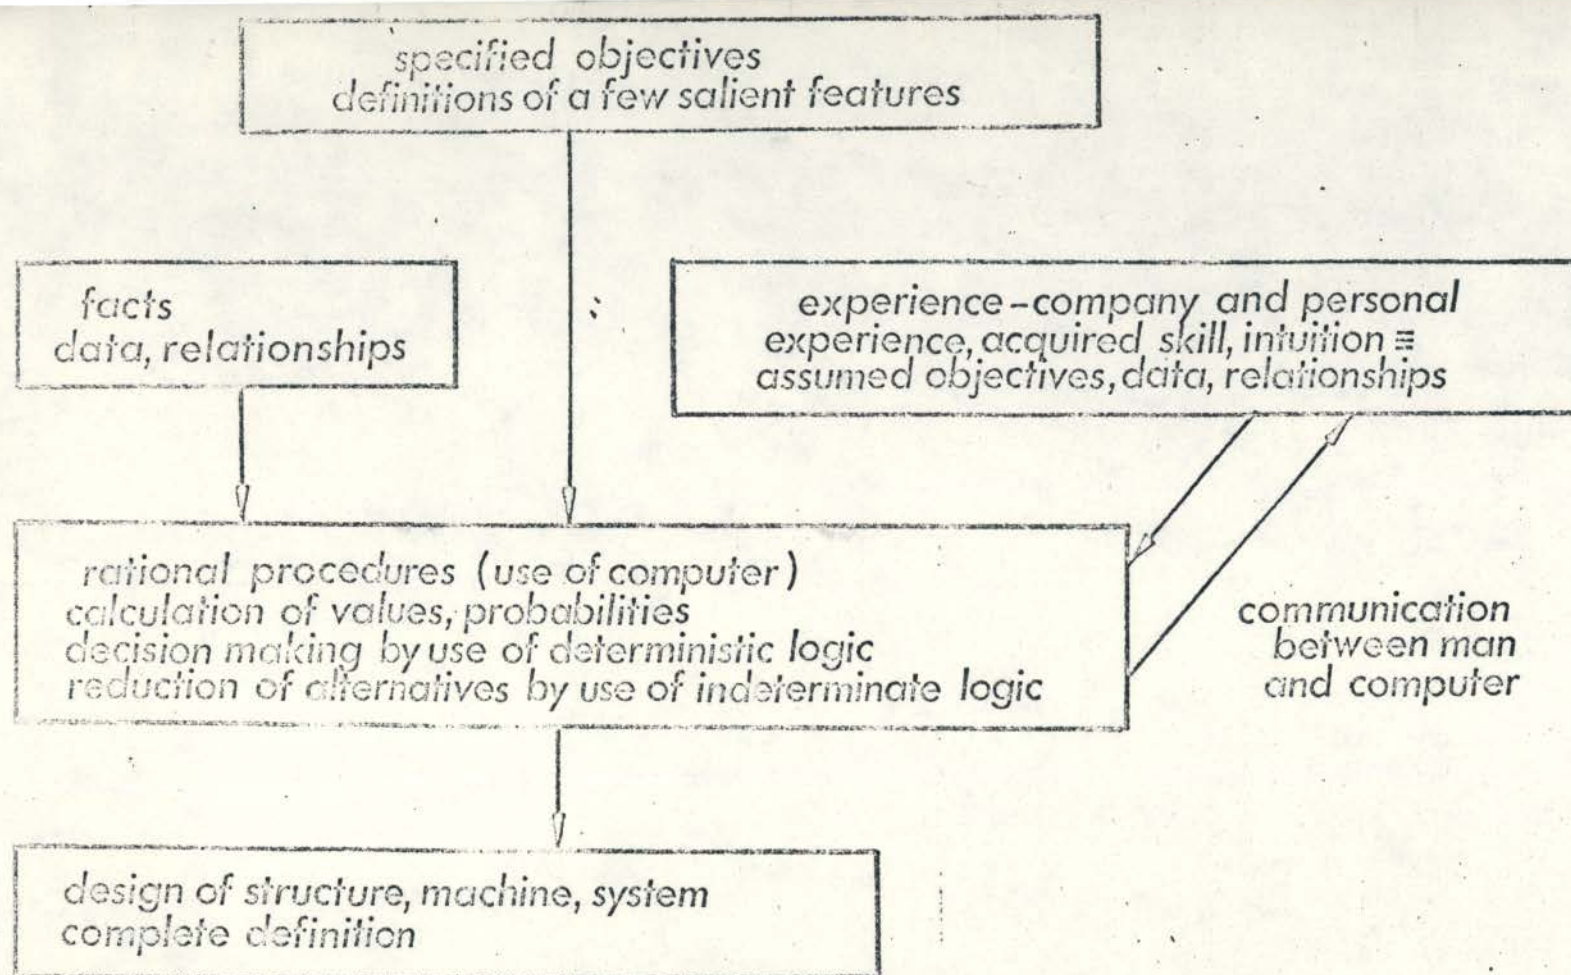 specified objectives
definitions of a few salient features
facts
data, relationships
experience-company and personal
experience, acquired skill, intuition ≡
assumed objectives, data, relationships
rational procedures (use of computer)
calculation of values, probabilities
decision making by use of deterministic logic
reduction of alternatives by use of indeterminate logic
communication
between man
and computer
design of structure, machine, system
complete definition